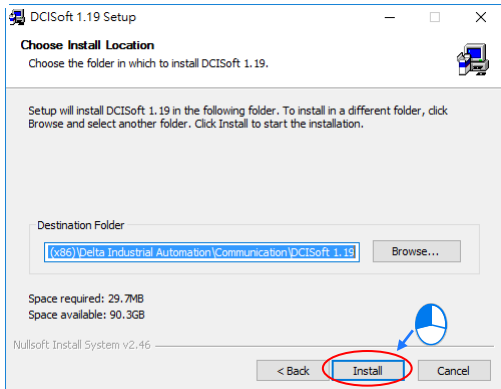 DCISoft 1.19 Setup
Choose Install Location
Choose the folder in which to install DCISoft 1.19.
Setup will install DCISoft 1.19 in the following folder. To install in a different folder, click
Browse and select another folder. Click Install to start the installation.
Destination Folder
(x86)\Delta Industrial Automation\Communication\DCISoft 1.19
Browse...
Space required: 29.7MB
Space available: 90.3GB
Nullsoft Install System v2.46
< Back
Install
Cancel